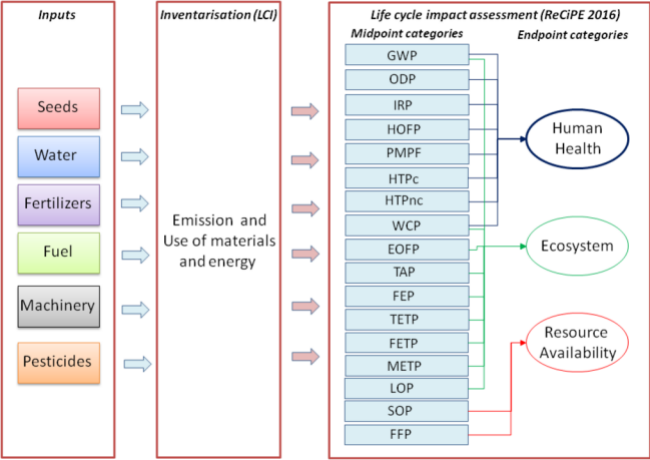 Inputs
Inventarisation (LCI)
Life cycle impact assessment (ReCiPE 2016)
Midpoint categories
Endpoint categories
Seeds
Water
Fertilizers
Fuel
Machinery
Pesticides
Emission and
Use of materials
and energy
GWP
ODP
IRP
HOFP
PMPF
HTPc
HTPnc
WCP
EOFP
TAP
FEP
TETP
FETP
METP
LOP
SOP
FFP
Human
Health
Ecosystem
Resource
Availability